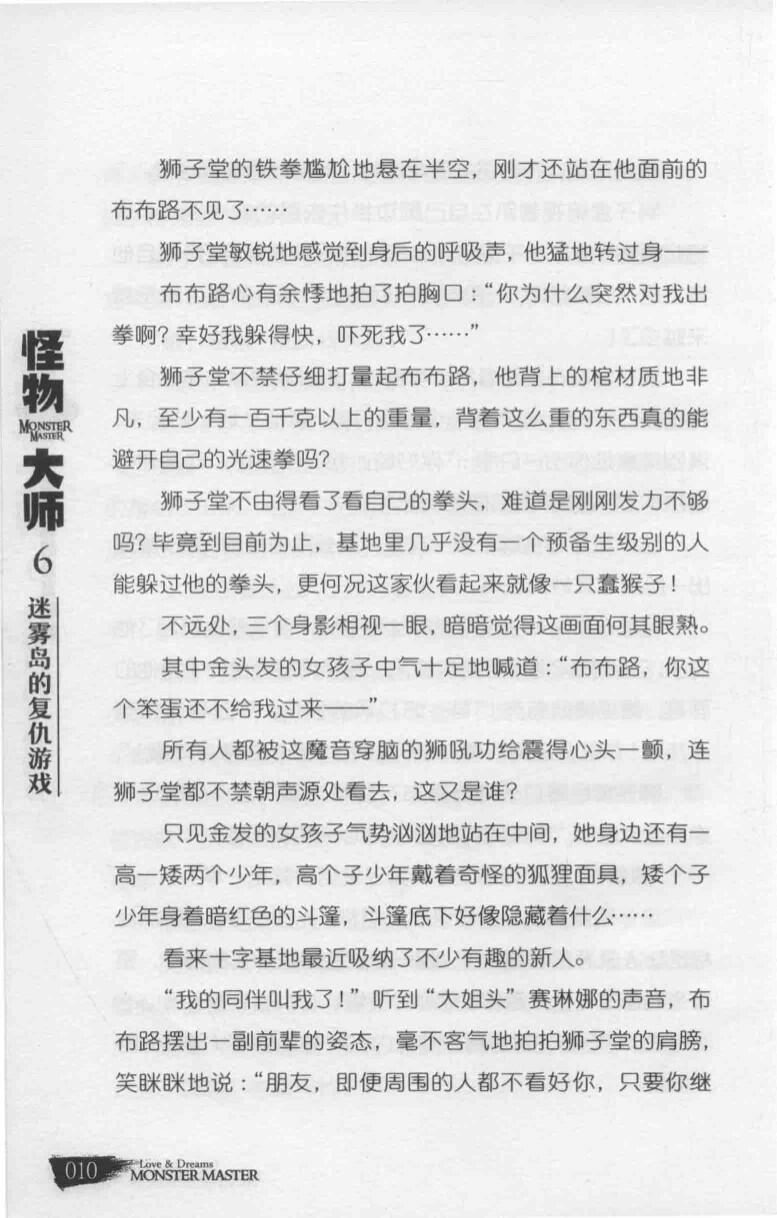 狮子堂的铁拳尴尬地悬在半空，刚才还站在他面前的
布布路不见了……
狮子堂敏锐地感觉到身后的呼吸声，他猛地转过身——
布布路心有余悸地拍了拍胸口：“你为什么突然对我出
拳啊？幸好我躲得快，吓死我了……”
狮子堂不禁仔细打量起布布路，他背上的棺材质地非
凡，至少有一百千克以上的重量，背着这么重的东西真的能
避开自己的光速拳吗？
狮子堂不由得看了看自己的拳头，难道是刚刚发力不够
吗？毕竟到目前为止，基地里几乎没有一个预备生级别的人
能躲过他的拳头，更何况这家伙看起来就像一只蠢猴子！
不远处，三个身影相视一眼，暗暗觉得这画面何其眼熟。
其中金头发的女孩子中气十足地喊道：“布布路，你这
个笨蛋还不给我过来——”
所有人都被这魔音穿脑的狮吼功给震得心头一颤，连
狮子堂都不禁朝声源处看去，这又是谁？
只见金发的女孩子气势汹汹地站在中间，她身边还有一
高一矮两个少年，高个子少年戴着奇怪的狐狸面具，矮个子
少年身着暗红色的斗篷，斗篷底下好像隐藏着什么……
看来十字基地最近吸纳了不少有趣的新人。
“我的同伴叫我了！”听到“大姐头”赛琳娜的声音，布
布路摆出一副前辈的姿态，毫不客气地拍拍狮子堂的肩膀，
笑眯眯地说：“朋友，即便周围的人都不看好你，只要你继
怪物
MONSTER
MASTER
大师
6
迷雾岛的复仇游戏
010
Love & Dreams
MONSTER MASTER